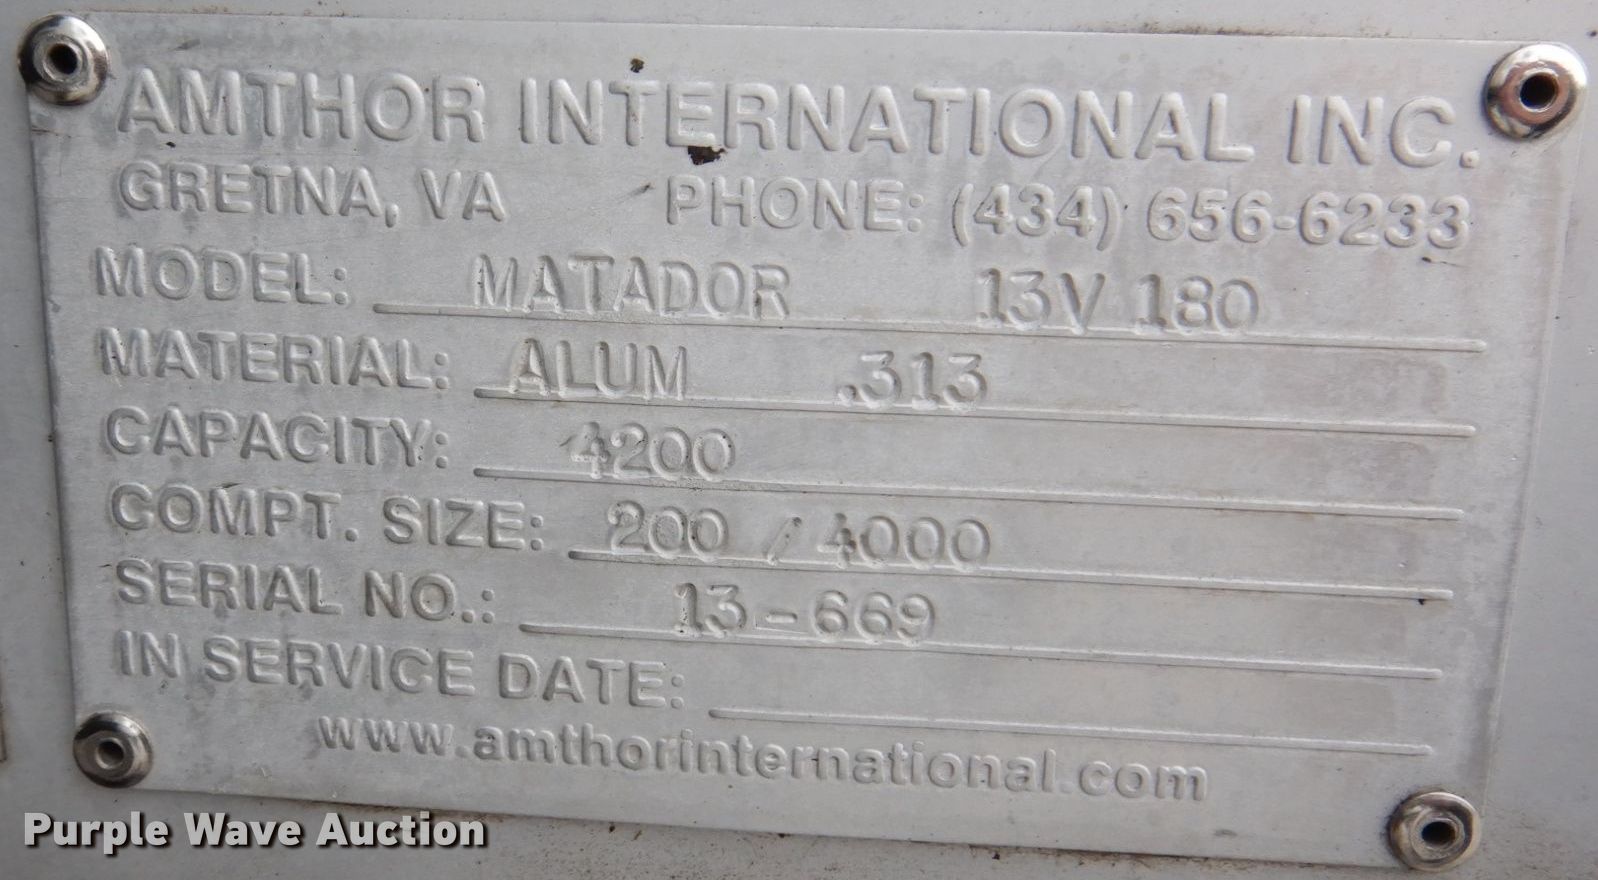 AMTHOR INTERNATIONAL INC.
GRETNA, VA PHONE: (434) 656-6233
MODEL: MATADOR 13V 180
MATERIAL: ALUM .313
CAPACITY: 4200
COMPT. SIZE: 200 / 4000
SERIAL NO.: 13-669
IN SERVICE DATE:
www.amthorinternational.com
Purple Wave Auction